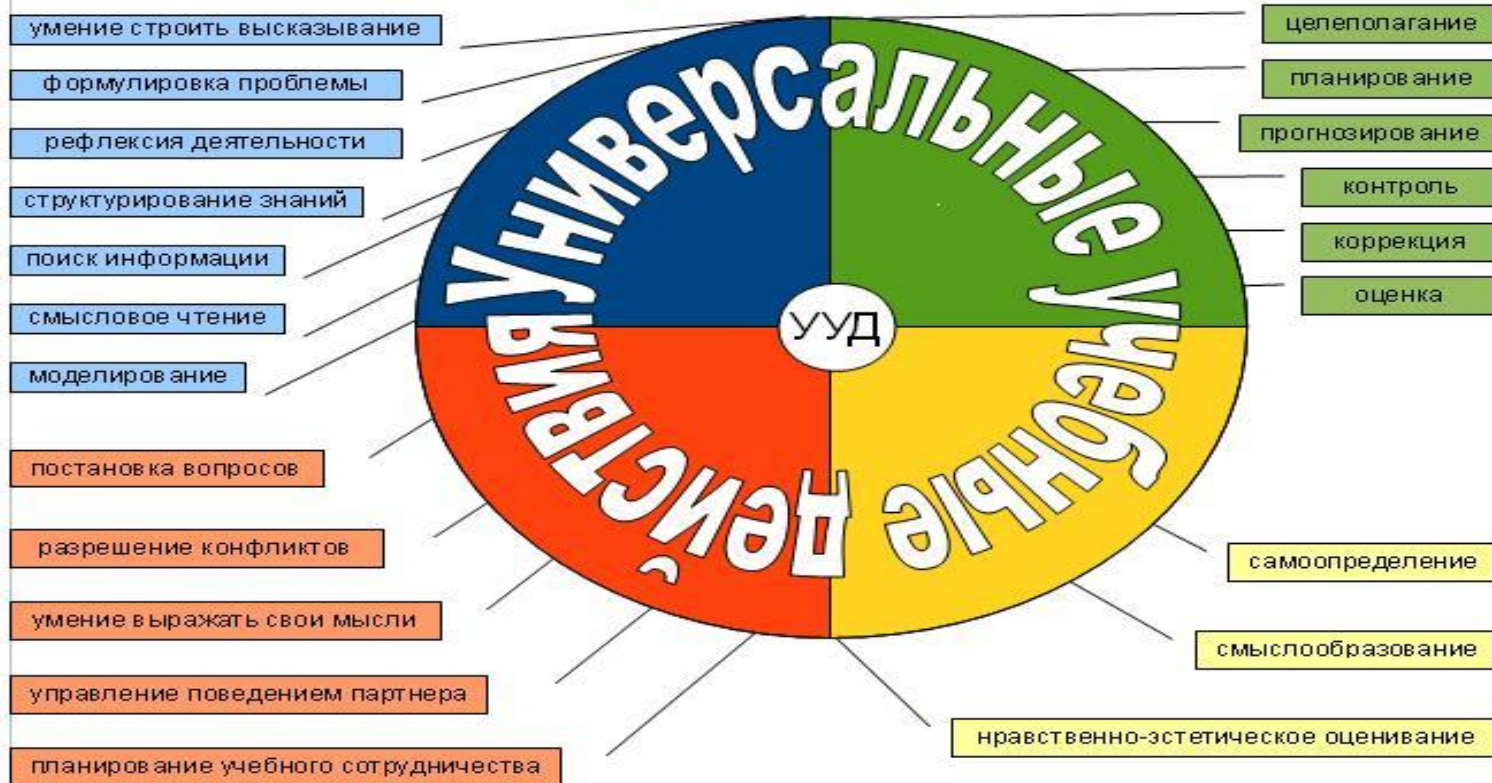 умение строить высказывание
формулировка проблемы
рефлексия деятельности
структурирование знаний
поиск информации
смысловое чтение
моделирование
постановка вопросов
разрешение конфликтов
умение выражать свои мысли
управление поведением партнера
планирование учебного сотрудничества
Универсальные учебные действия
УУД
целеполагание
планирование
прогнозирование
контроль
коррекция
оценка
самоопределение
смыслообразование
нравственно-эстетическое оценивание